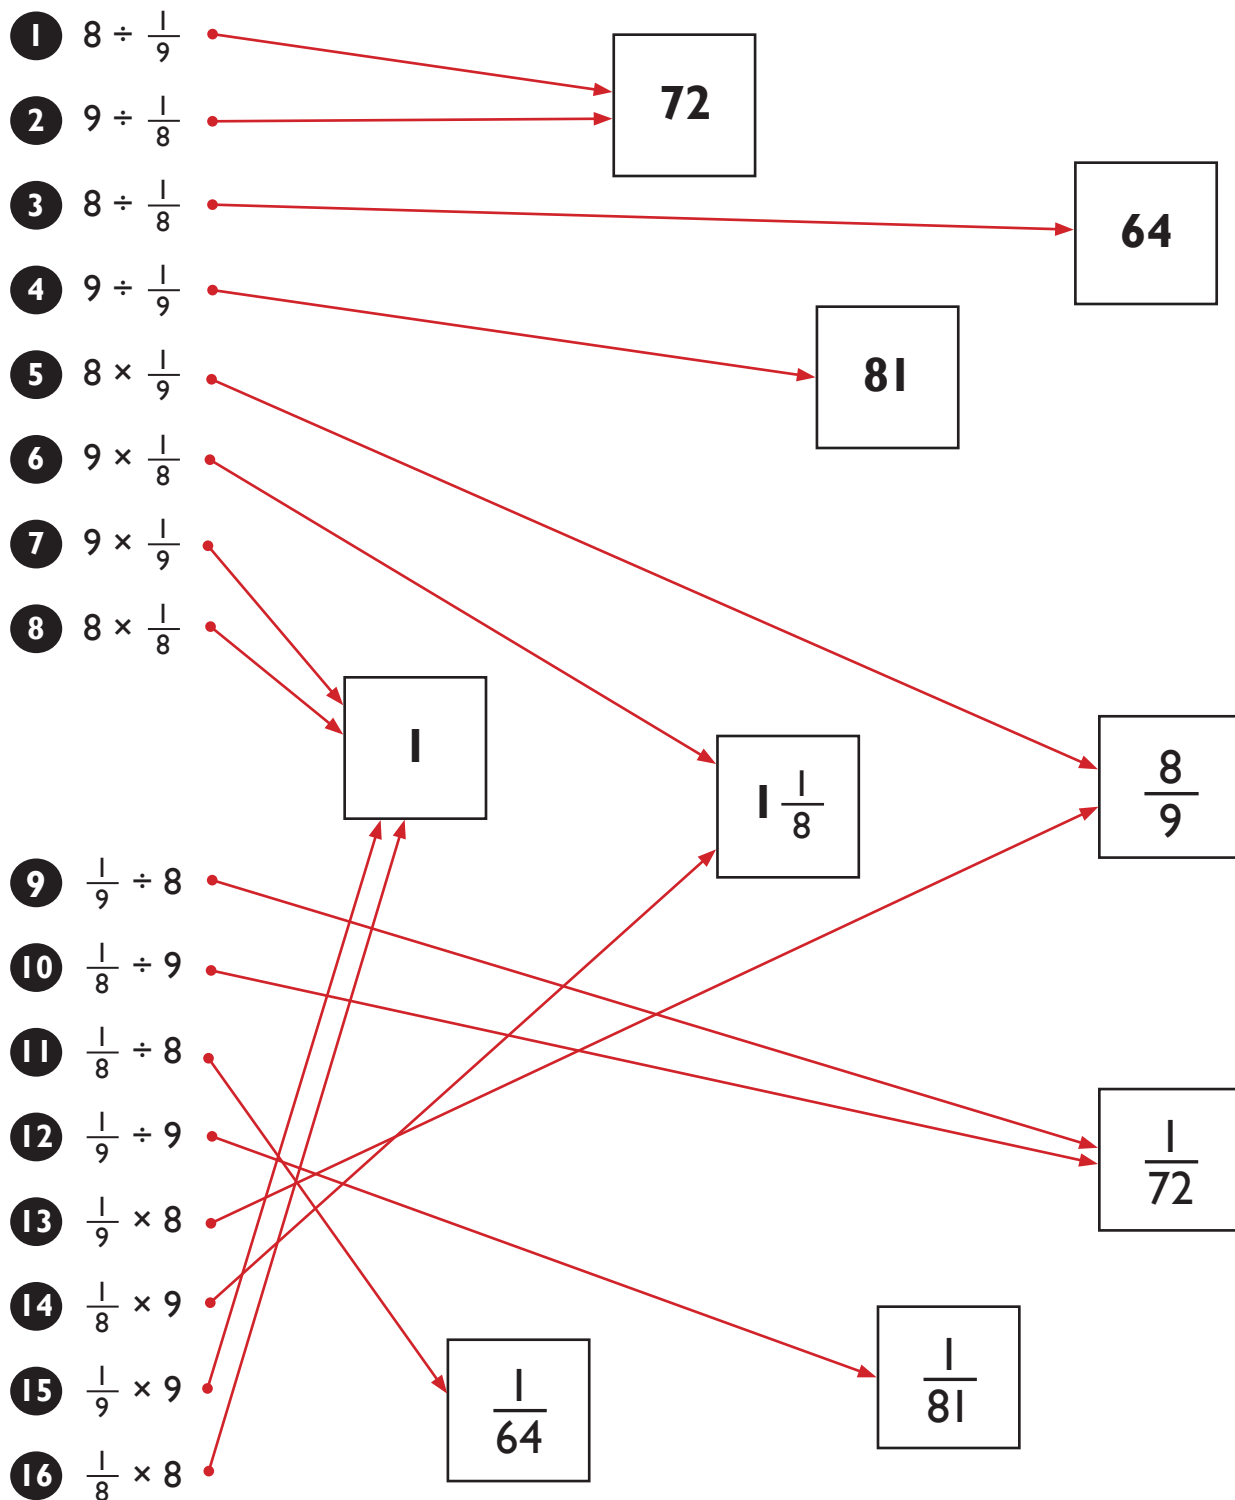 1 8 ÷ 1/9
72
2 9 ÷ 1/8
3 8 ÷ 1/8
64
4 9 ÷ 1/9
81
5 8 × 1/9
6 9 × 1/8
7 9 × 1/9
8 8 × 1/8
1
1 1/8
8/9
9 1/9 ÷ 8
10 1/8 ÷ 9
11 1/8 ÷ 8
12 1/9 ÷ 9
1/72
13 1/9 × 8
14 1/8 × 9
15 1/9 × 9
1/64
1/81
16 1/8 × 8